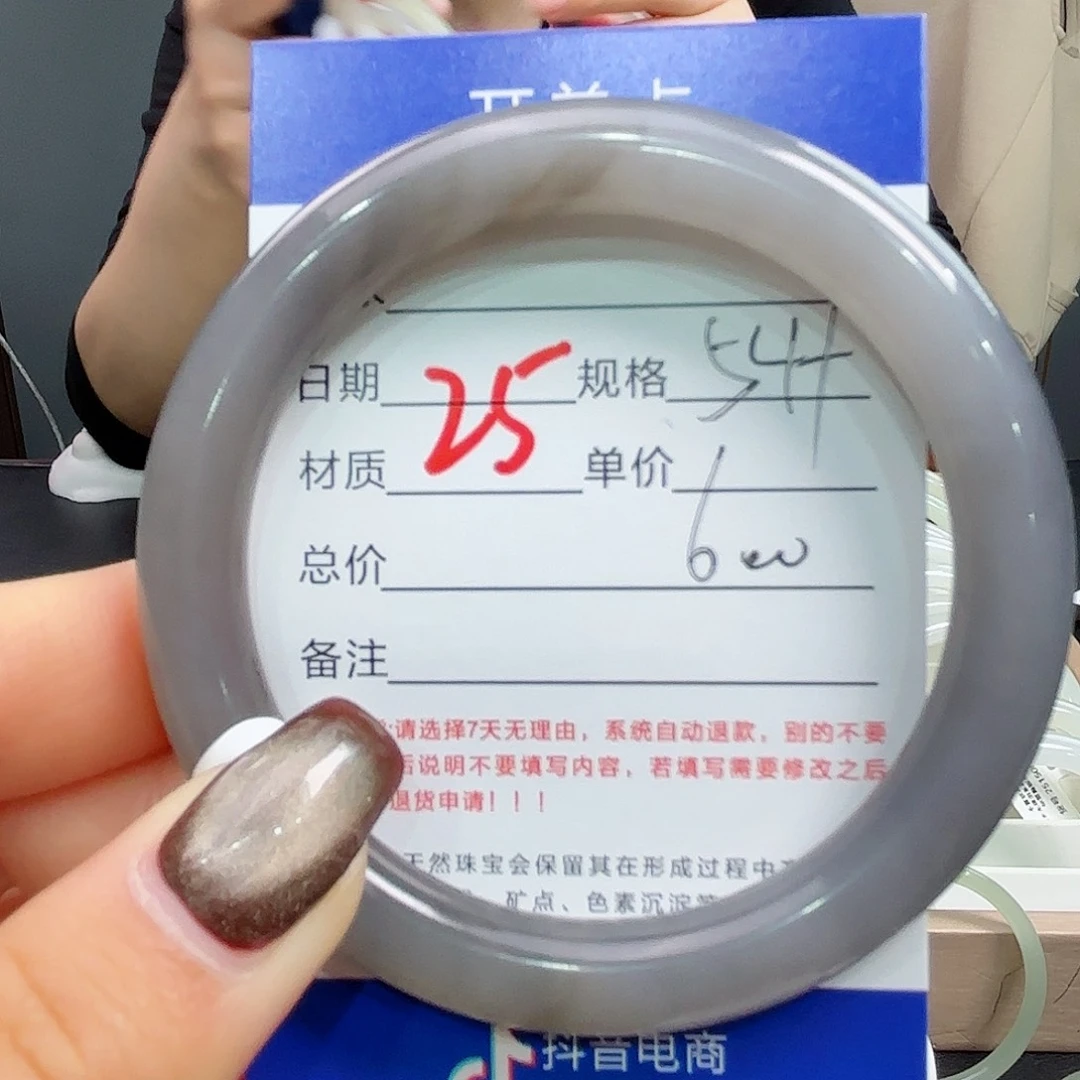 日期 25 规格 54
材质 单价
总价 600
备注
请选择7天无理由，系统自动退款，别的不要
后说明不要填写内容，若填写需要修改之后
退货申请！！！
天然珠宝会保留其在形成过程中
矿点、色素沉淀等
抖音电商